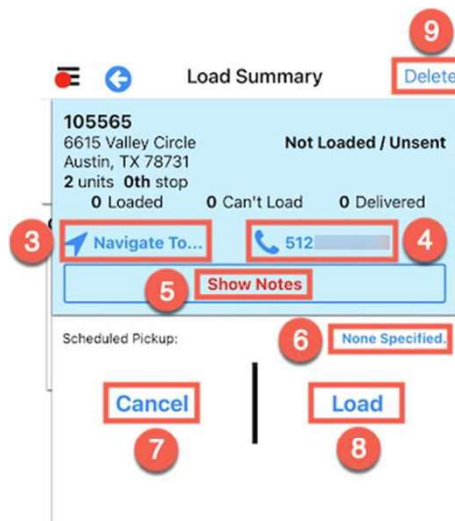 9
Load Summary Delete
105565
6615 Valley Circle Not Loaded / Unsent
Austin, TX 78731
2 units 0th stop
0 Loaded 0 Can't Load 0 Delivered
3 Navigate To... 512 4
5 Show Notes
Scheduled Pickup: 6 None Specified.
Cancel Load
7 8